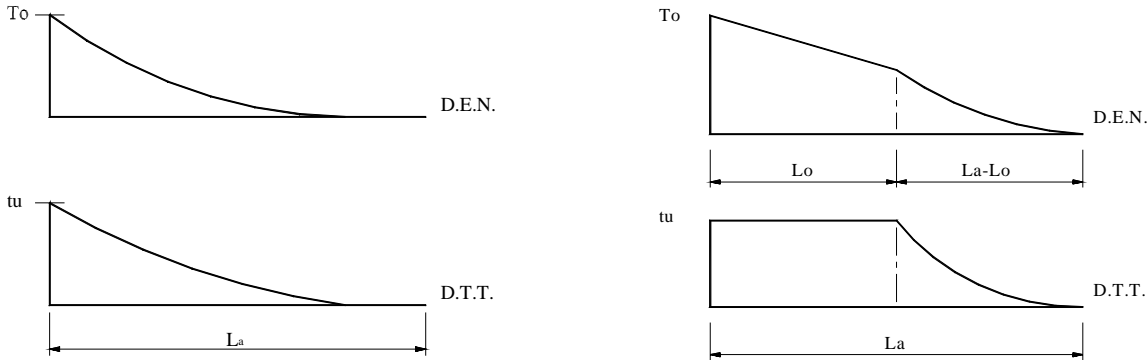 To
D.E.N.
tu
D.T.T.
La
To
D.E.N.
Lo
La-Lo
tu
D.T.T.
La